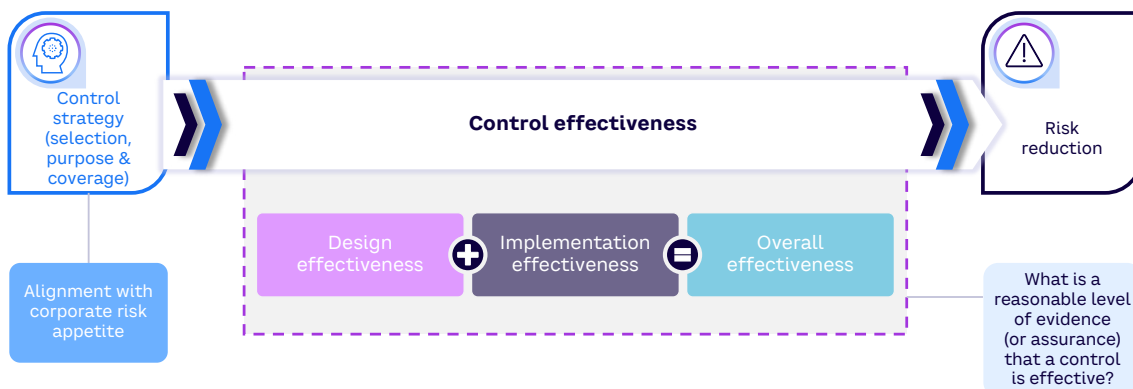 Control
strategy
(selection,
purpose &
coverage)
Control effectiveness
Risk
reduction
Design
effectiveness
Implementation
effectiveness
Overall
effectiveness
Alignment with
corporate risk
appetite
What is a
reasonable level
of evidence
(or assurance)
that a control
is effective?